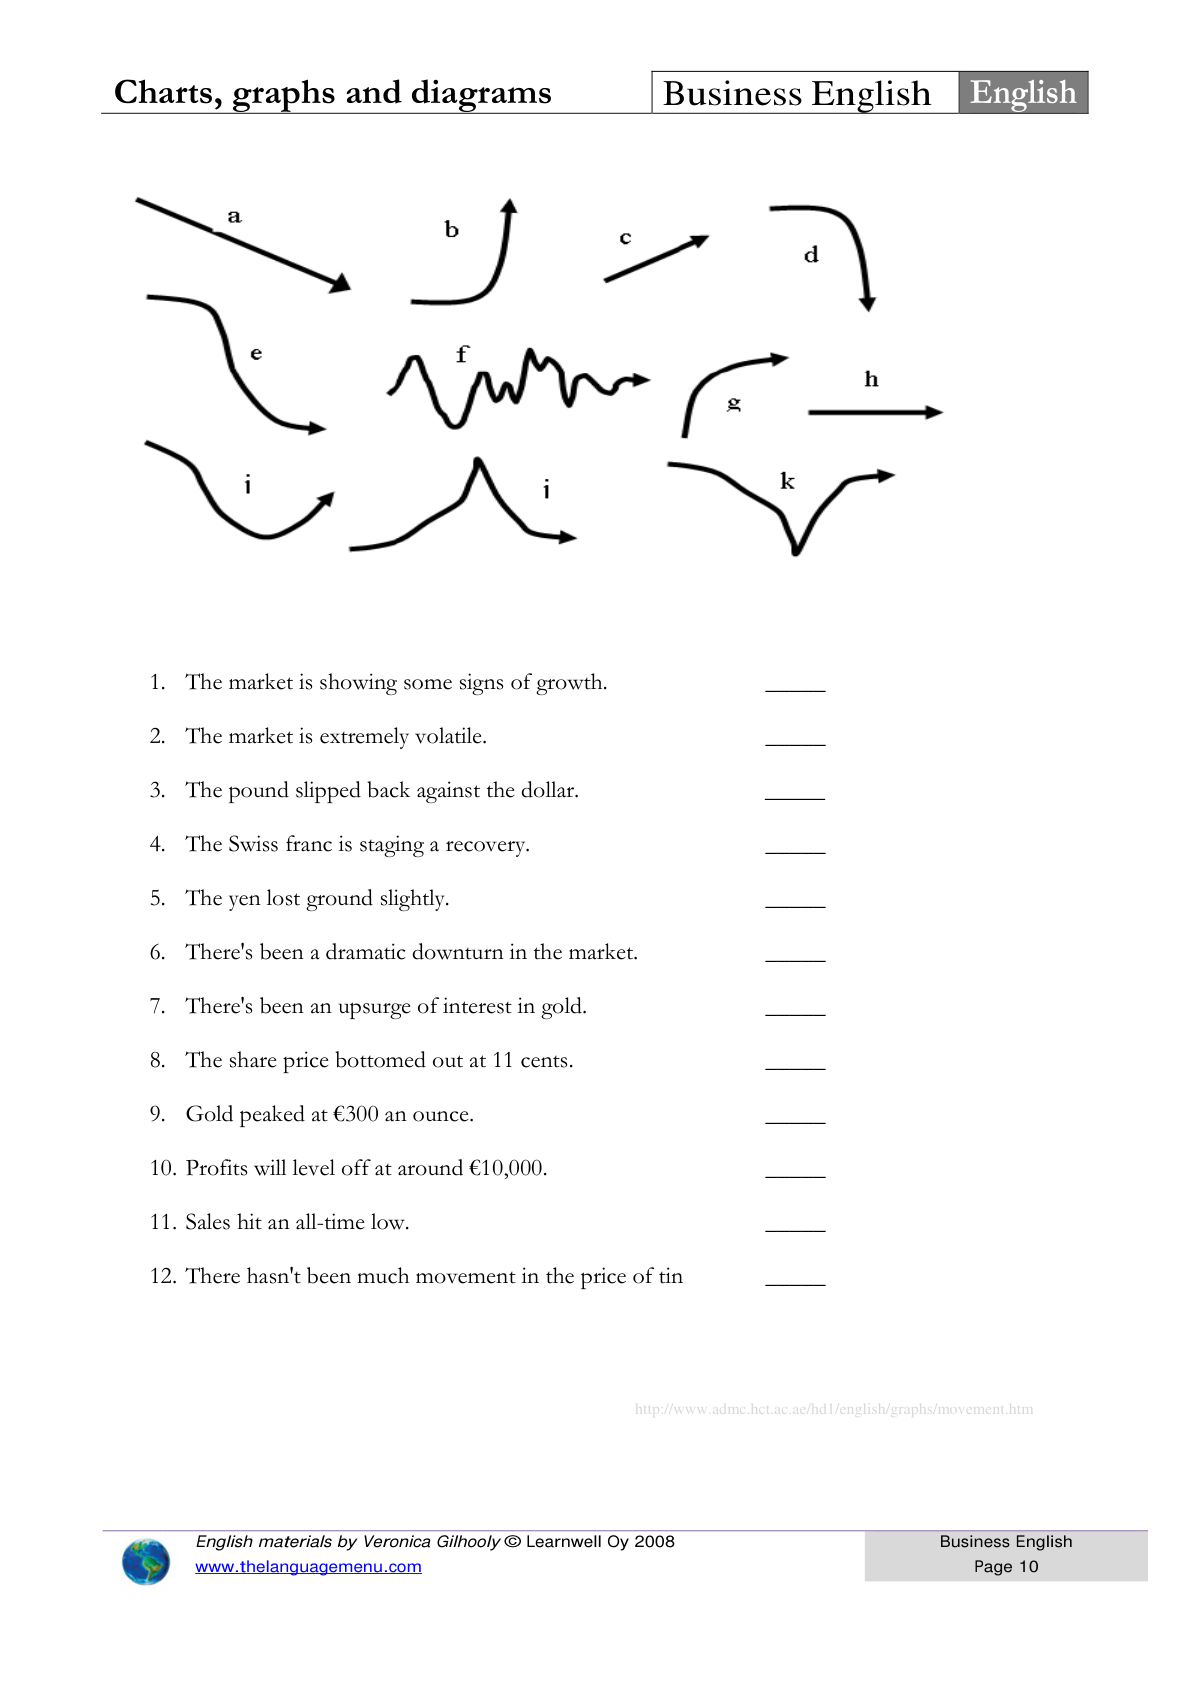 Charts, graphs and diagrams Business English English
a
b
c
d
e
f
g
h
i
j
k
1. The market is showing some signs of growth. _____
2. The market is extremely volatile. _____
3. The pound slipped back against the dollar. _____
4. The Swiss franc is staging a recovery. _____
5. The yen lost ground slightly. _____
6. There's been a dramatic downturn in the market. _____
7. There's been an upsurge of interest in gold. _____
8. The share price bottomed out at 11 cents. _____
9. Gold peaked at €300 an ounce. _____
10. Profits will level off at around €10,000. _____
11. Sales hit an all-time low. _____
12. There hasn't been much movement in the price of tin _____
http://www.admc.hct.ac.ae/hd1/english/graphs/movement.htm
English materials by Veronica Gilhooly © Learnwell Oy 2008 Business English
www.thelanguagemenu.com Page 10